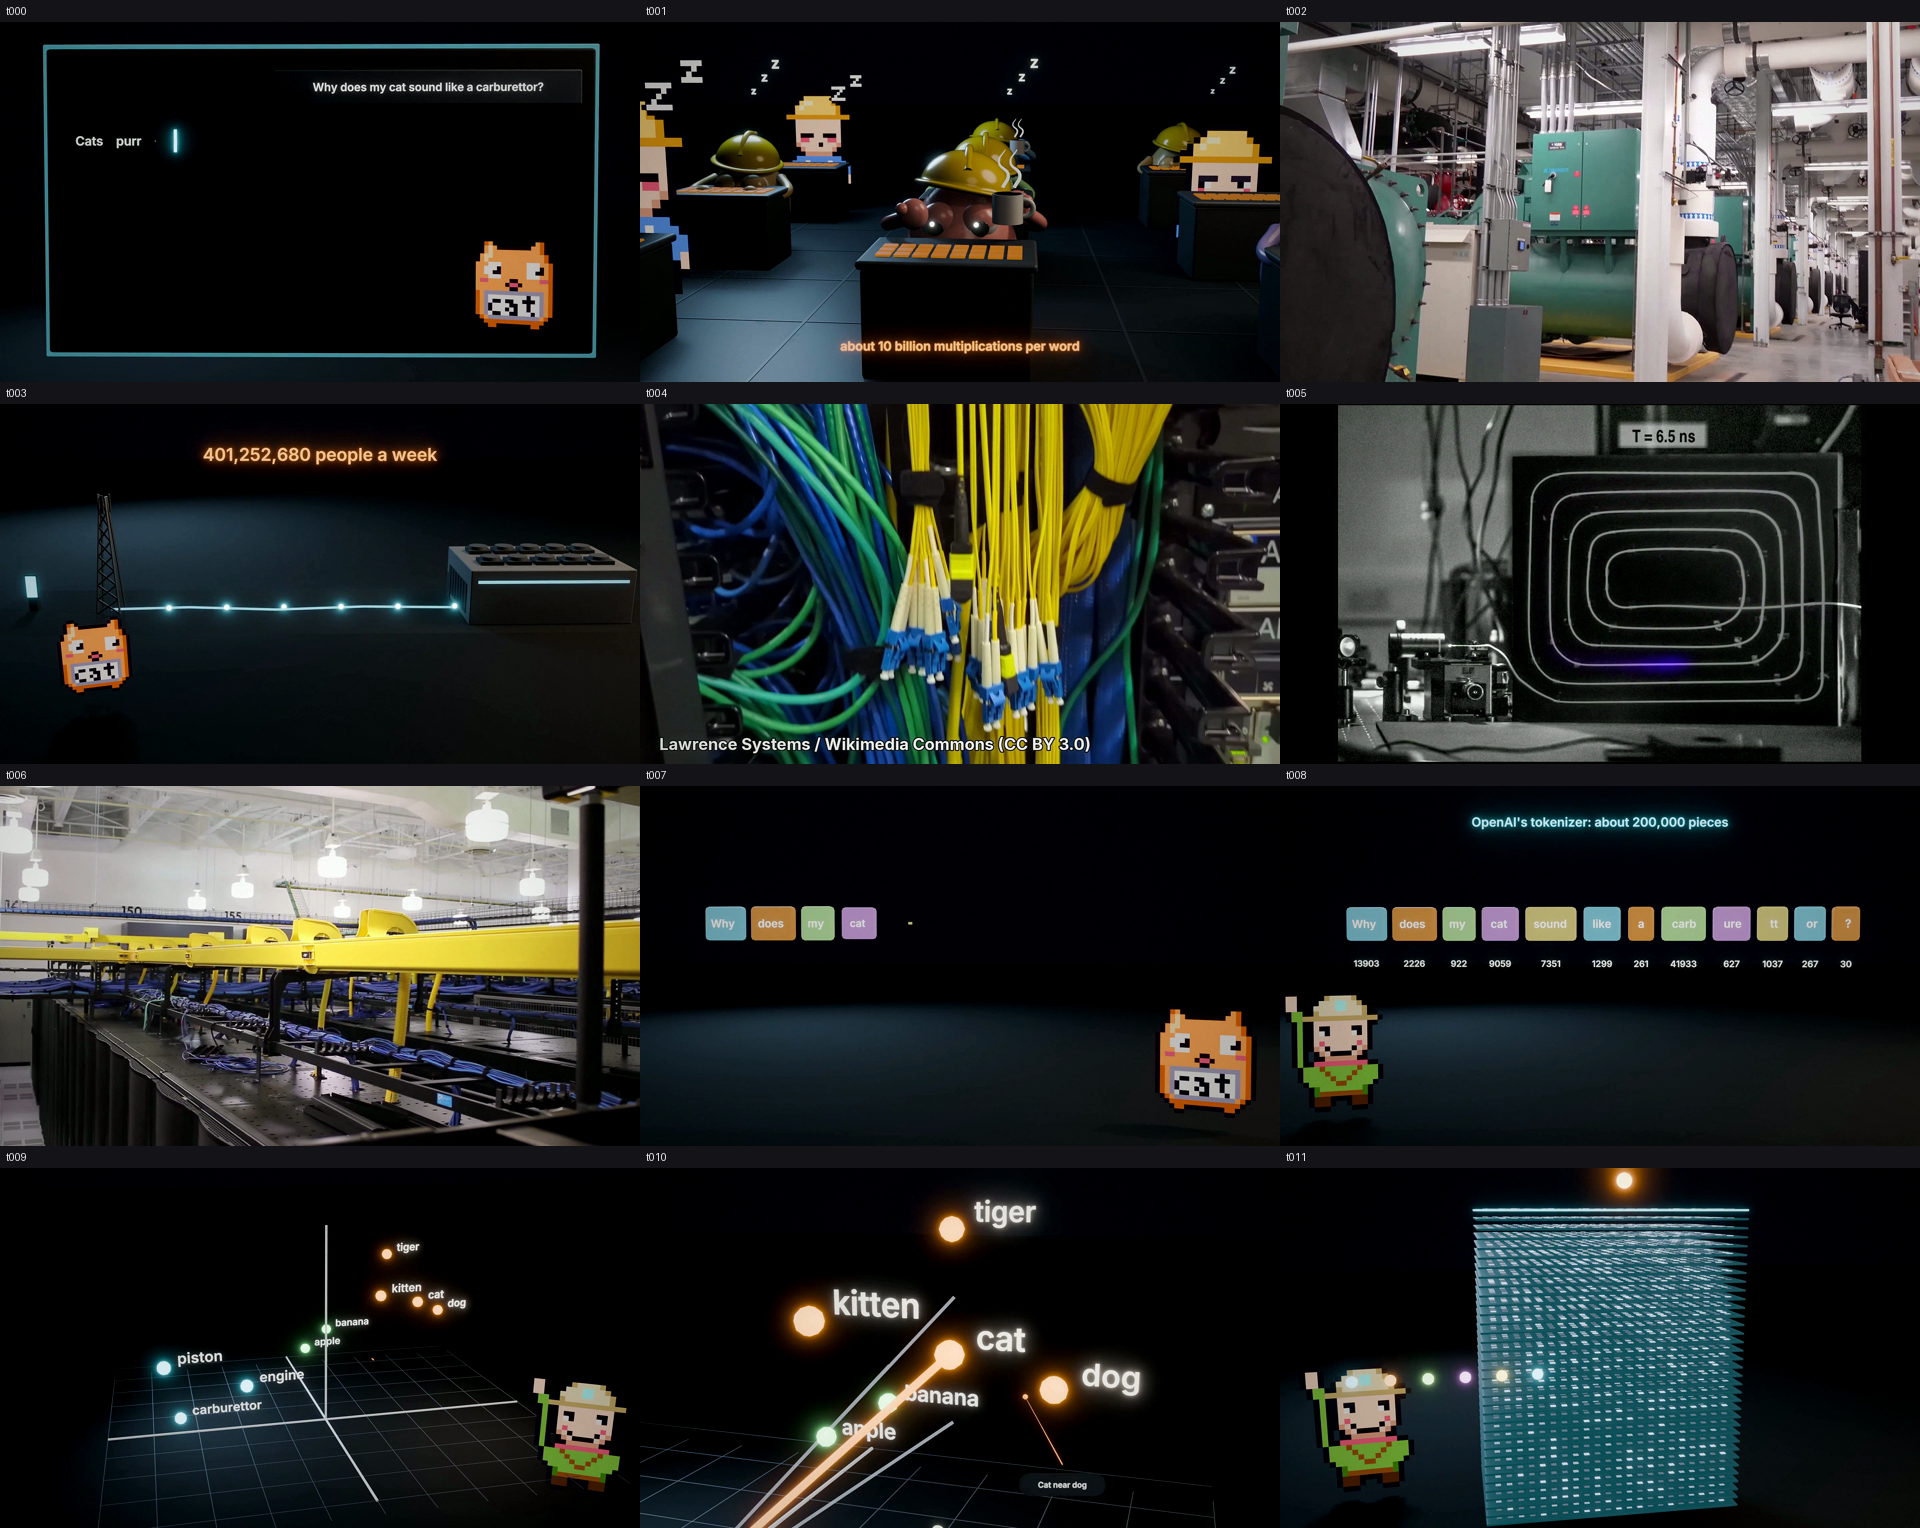 t000
Why does my cat sound like a carburettor?
Cats purr
cat
t001
z z z
z z z
z z z
z z z
z z
about 10 billion multiplications per word
t002
t003
401,252,680 people a week
cat
t004
Lawrence Systems / Wikimedia Commons (CC BY 3.0)
t005
T = 6.5 ns
t006
150
155
t007
Why does my cat
cat
t008
OpenAI's tokenizer: about 200,000 pieces
Why does my cat sound like a carb ure tt or ?
13903 2226 922 9059 7351 1299 261 41933 627 1037 267 30
t009
tiger
kitten
cat
dog
banana
apple
piston
engine
carburettor
t010
tiger
kitten
cat
dog
banana
apple
Cat near dog
t011